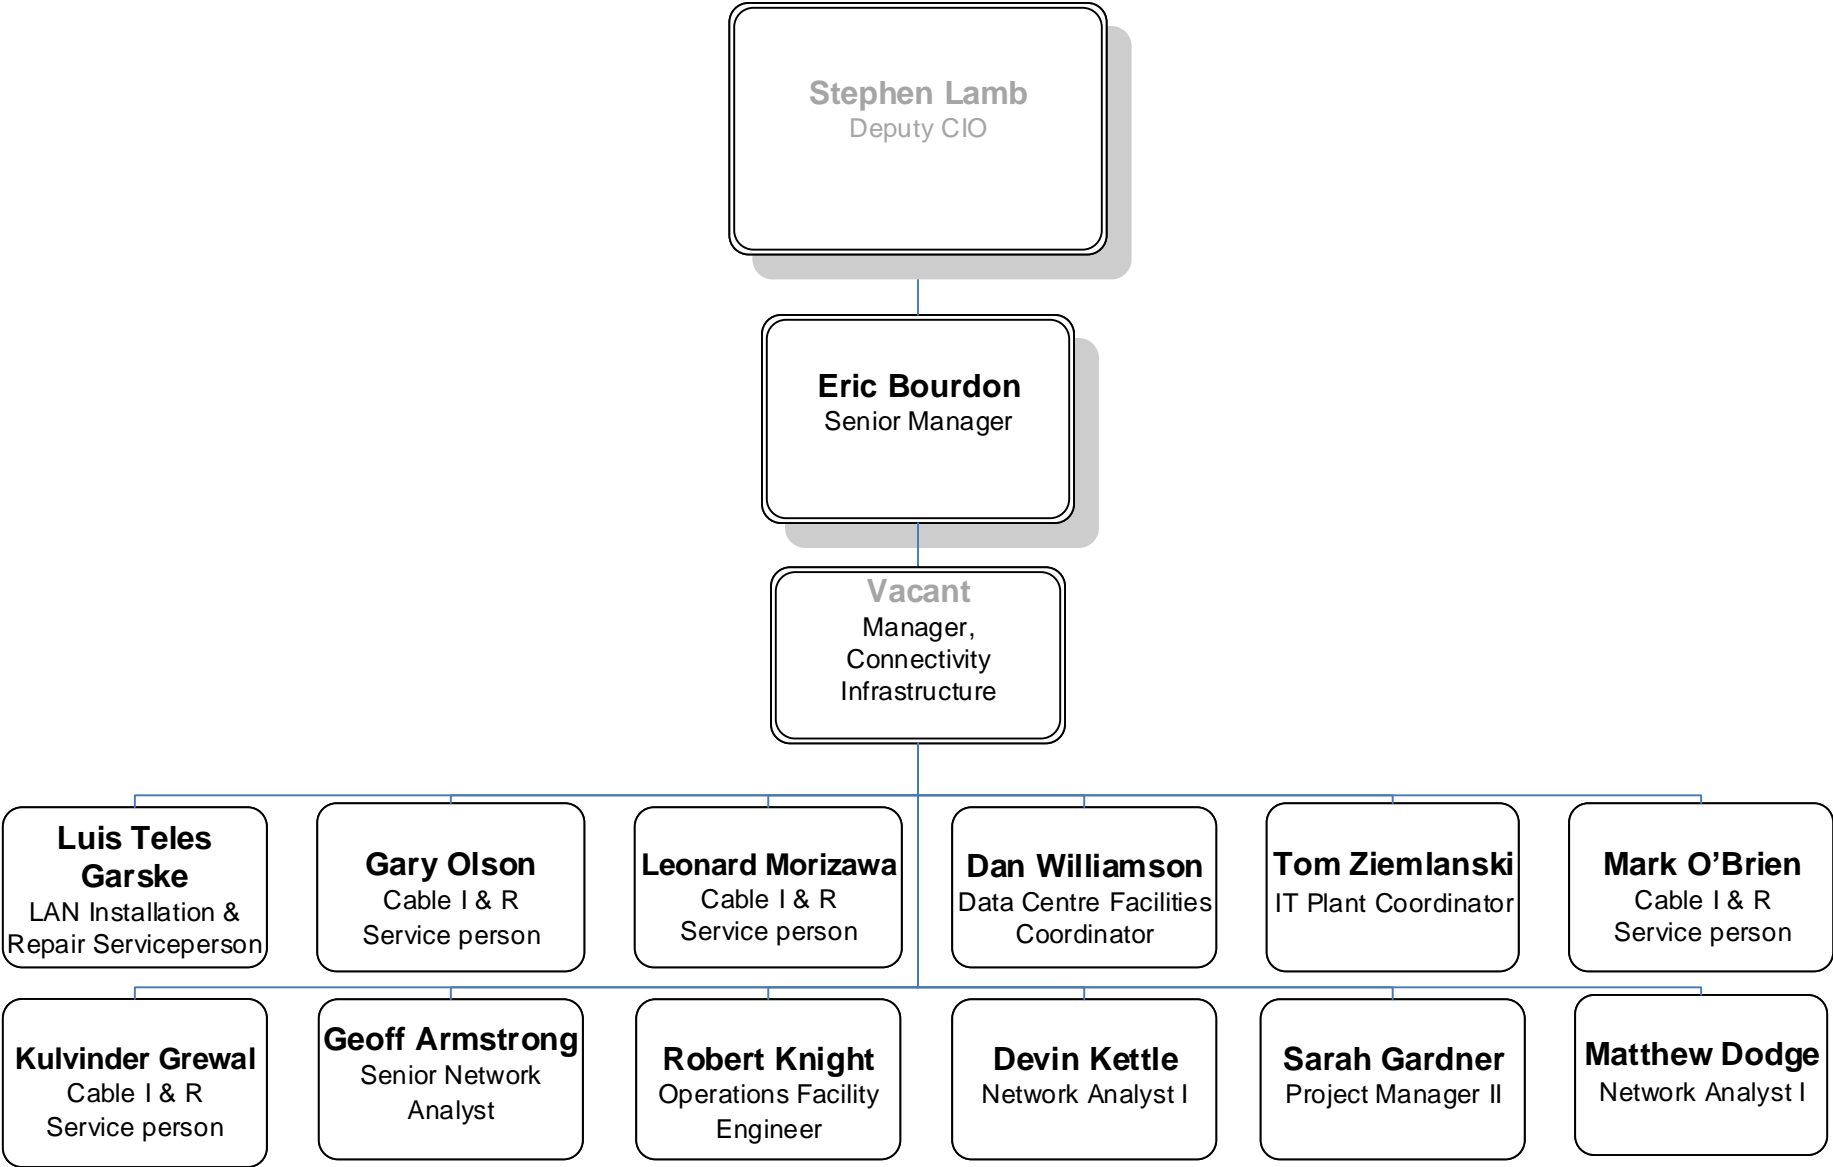 Stephen Lamb
Deputy CIO
Eric Bourdon
Senior Manager
Vacant
Manager,
Connectivity
Infrastructure
Luis Teles
Garske
LAN Installation &
Repair Serviceperson
Gary Olson
Cable I & R
Service person
Leonard Morizawa
Cable I & R
Service person
Dan Williamson
Data Centre Facilities
Coordinator
Tom Ziemlanski
IT Plant Coordinator
Mark O’Brien
Cable I & R
Service person
Kulvinder Grewal
Cable I & R
Service person
Geoff Armstrong
Senior Network
Analyst
Robert Knight
Operations Facility
Engineer
Devin Kettle
Network Analyst I
Sarah Gardner
Project Manager II
Matthew Dodge
Network Analyst I